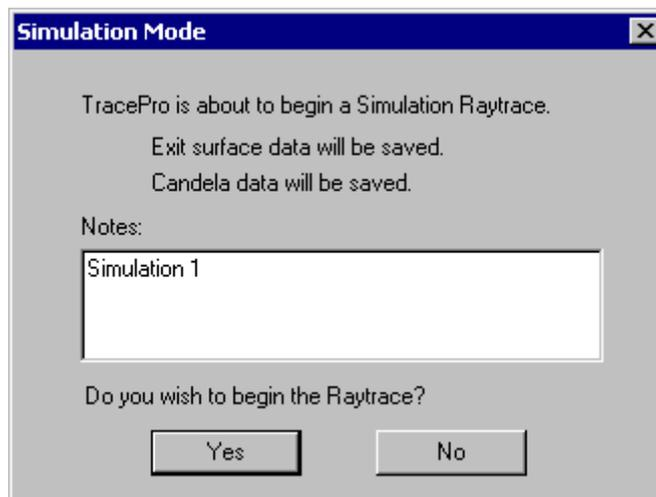 Simulation Mode
TracePro is about to begin a Simulation Raytrace.
Exit surface data will be saved.
Candela data will be saved.
Notes:
Simulation 1
Do you wish to begin the Raytrace?
Yes No